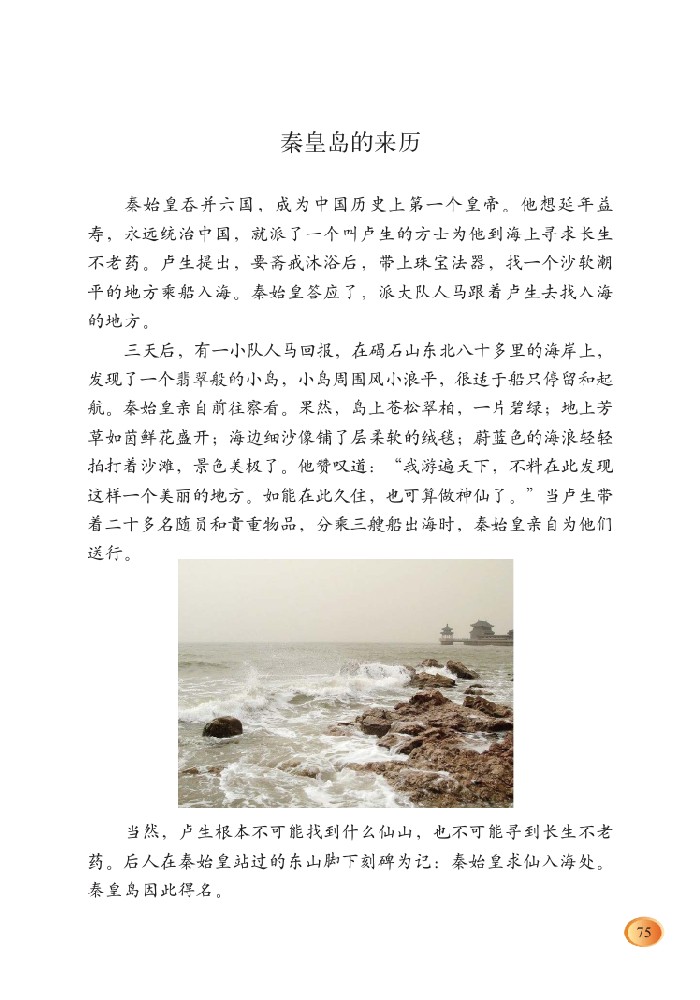 秦皇岛的来历
秦始皇吞并六国，成为中国历史上第一个皇帝。他想延年益
寿，永远统治中国，就派了一个叫卢生的方士为他到海上寻求长生
不老药。卢生提出，要斋戒沐浴后，带上珠宝法器，找一个沙软潮
平的地方乘船入海。秦始皇答应了，派大队人马跟着卢生去找入海
的地方。
三天后，有一小队人马回报，在碣石山东北八十多里的海岸上，
发现了一个翡翠般的小岛，小岛周围风小浪平，很适于船只停留和起
航。秦始皇亲自前往察看。果然，岛上苍松翠柏，一片碧绿；地上芳
草如茵鲜花盛开；海边细沙像铺了层柔软的绒毯；蔚蓝色的海浪轻轻
拍打着沙滩，景色美极了。他赞叹道：“我游遍天下，不料在此发现
这样一个美丽的地方。如能在此久住，也可算做神仙了。”当卢生带
着二十多名随员和贵重物品，分乘三艘船出海时，秦始皇亲自为他们
送行。
当然，卢生根本不可能找到什么仙山，也不可能寻到长生不老
药。后人在秦始皇站过的东山脚下刻碑为记：秦始皇求仙入海处。
秦皇岛因此得名。
75